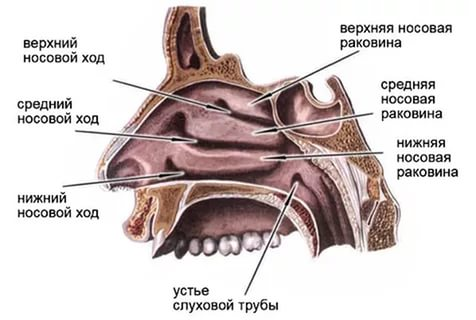 верхний
носовой ход
средний
носовой ход
нижний
носовой ход
верхняя носовая
раковина
средняя
носовая
раковина
нижняя
носовая
раковина
устье
слуховой трубы